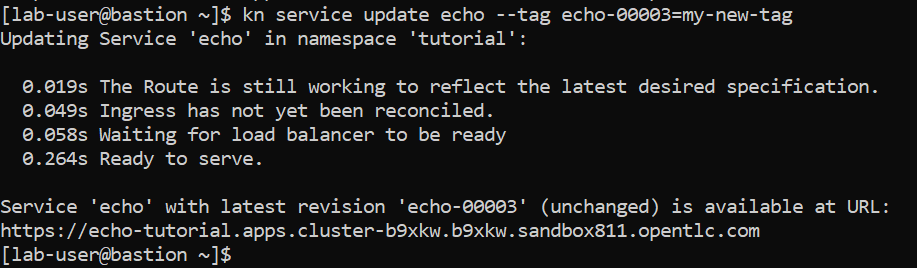 [lab-user@bastion ~]$ kn service update echo --tag echo-00003=my-new-tag
Updating Service 'echo' in namespace 'tutorial':
0.019s The Route is still working to reflect the latest desired specification.
0.049s Ingress has not yet been reconciled.
0.058s Waiting for load balancer to be ready
0.264s Ready to serve.
Service 'echo' with latest revision 'echo-00003' (unchanged) is available at URL:
https://echo-tutorial.apps.cluster-b9xkw.b9xkw.sandbox811.opentlc.com
[lab-user@bastion ~]$